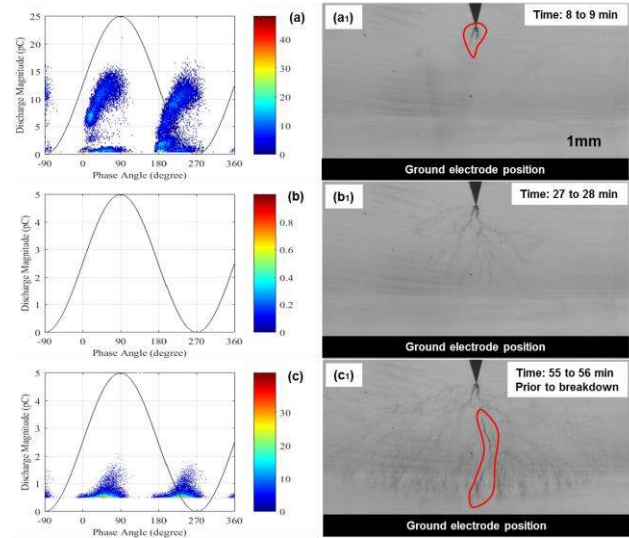 25
20
15
10
5
0
-90
0
90
180
270
360
Discharge Magnitude (pC)
Phase Angle (degree)
(a)
40
30
20
10
0
(a1)
Time: 8 to 9 min
1mm
Ground electrode position
5
4
3
2
1
0
-90
0
90
180
270
360
Discharge Magnitude (pC)
Phase Angle (degree)
(b)
0.8
0.6
0.4
0.2
0
(b1)
Time: 27 to 28 min
Ground electrode position
5
4
3
2
1
0
-90
0
90
180
270
360
Discharge Magnitude (pC)
Phase Angle (degree)
(c)
30
20
10
0
(c1)
Time: 55 to 56 min
Prior to breakdown
Ground electrode position